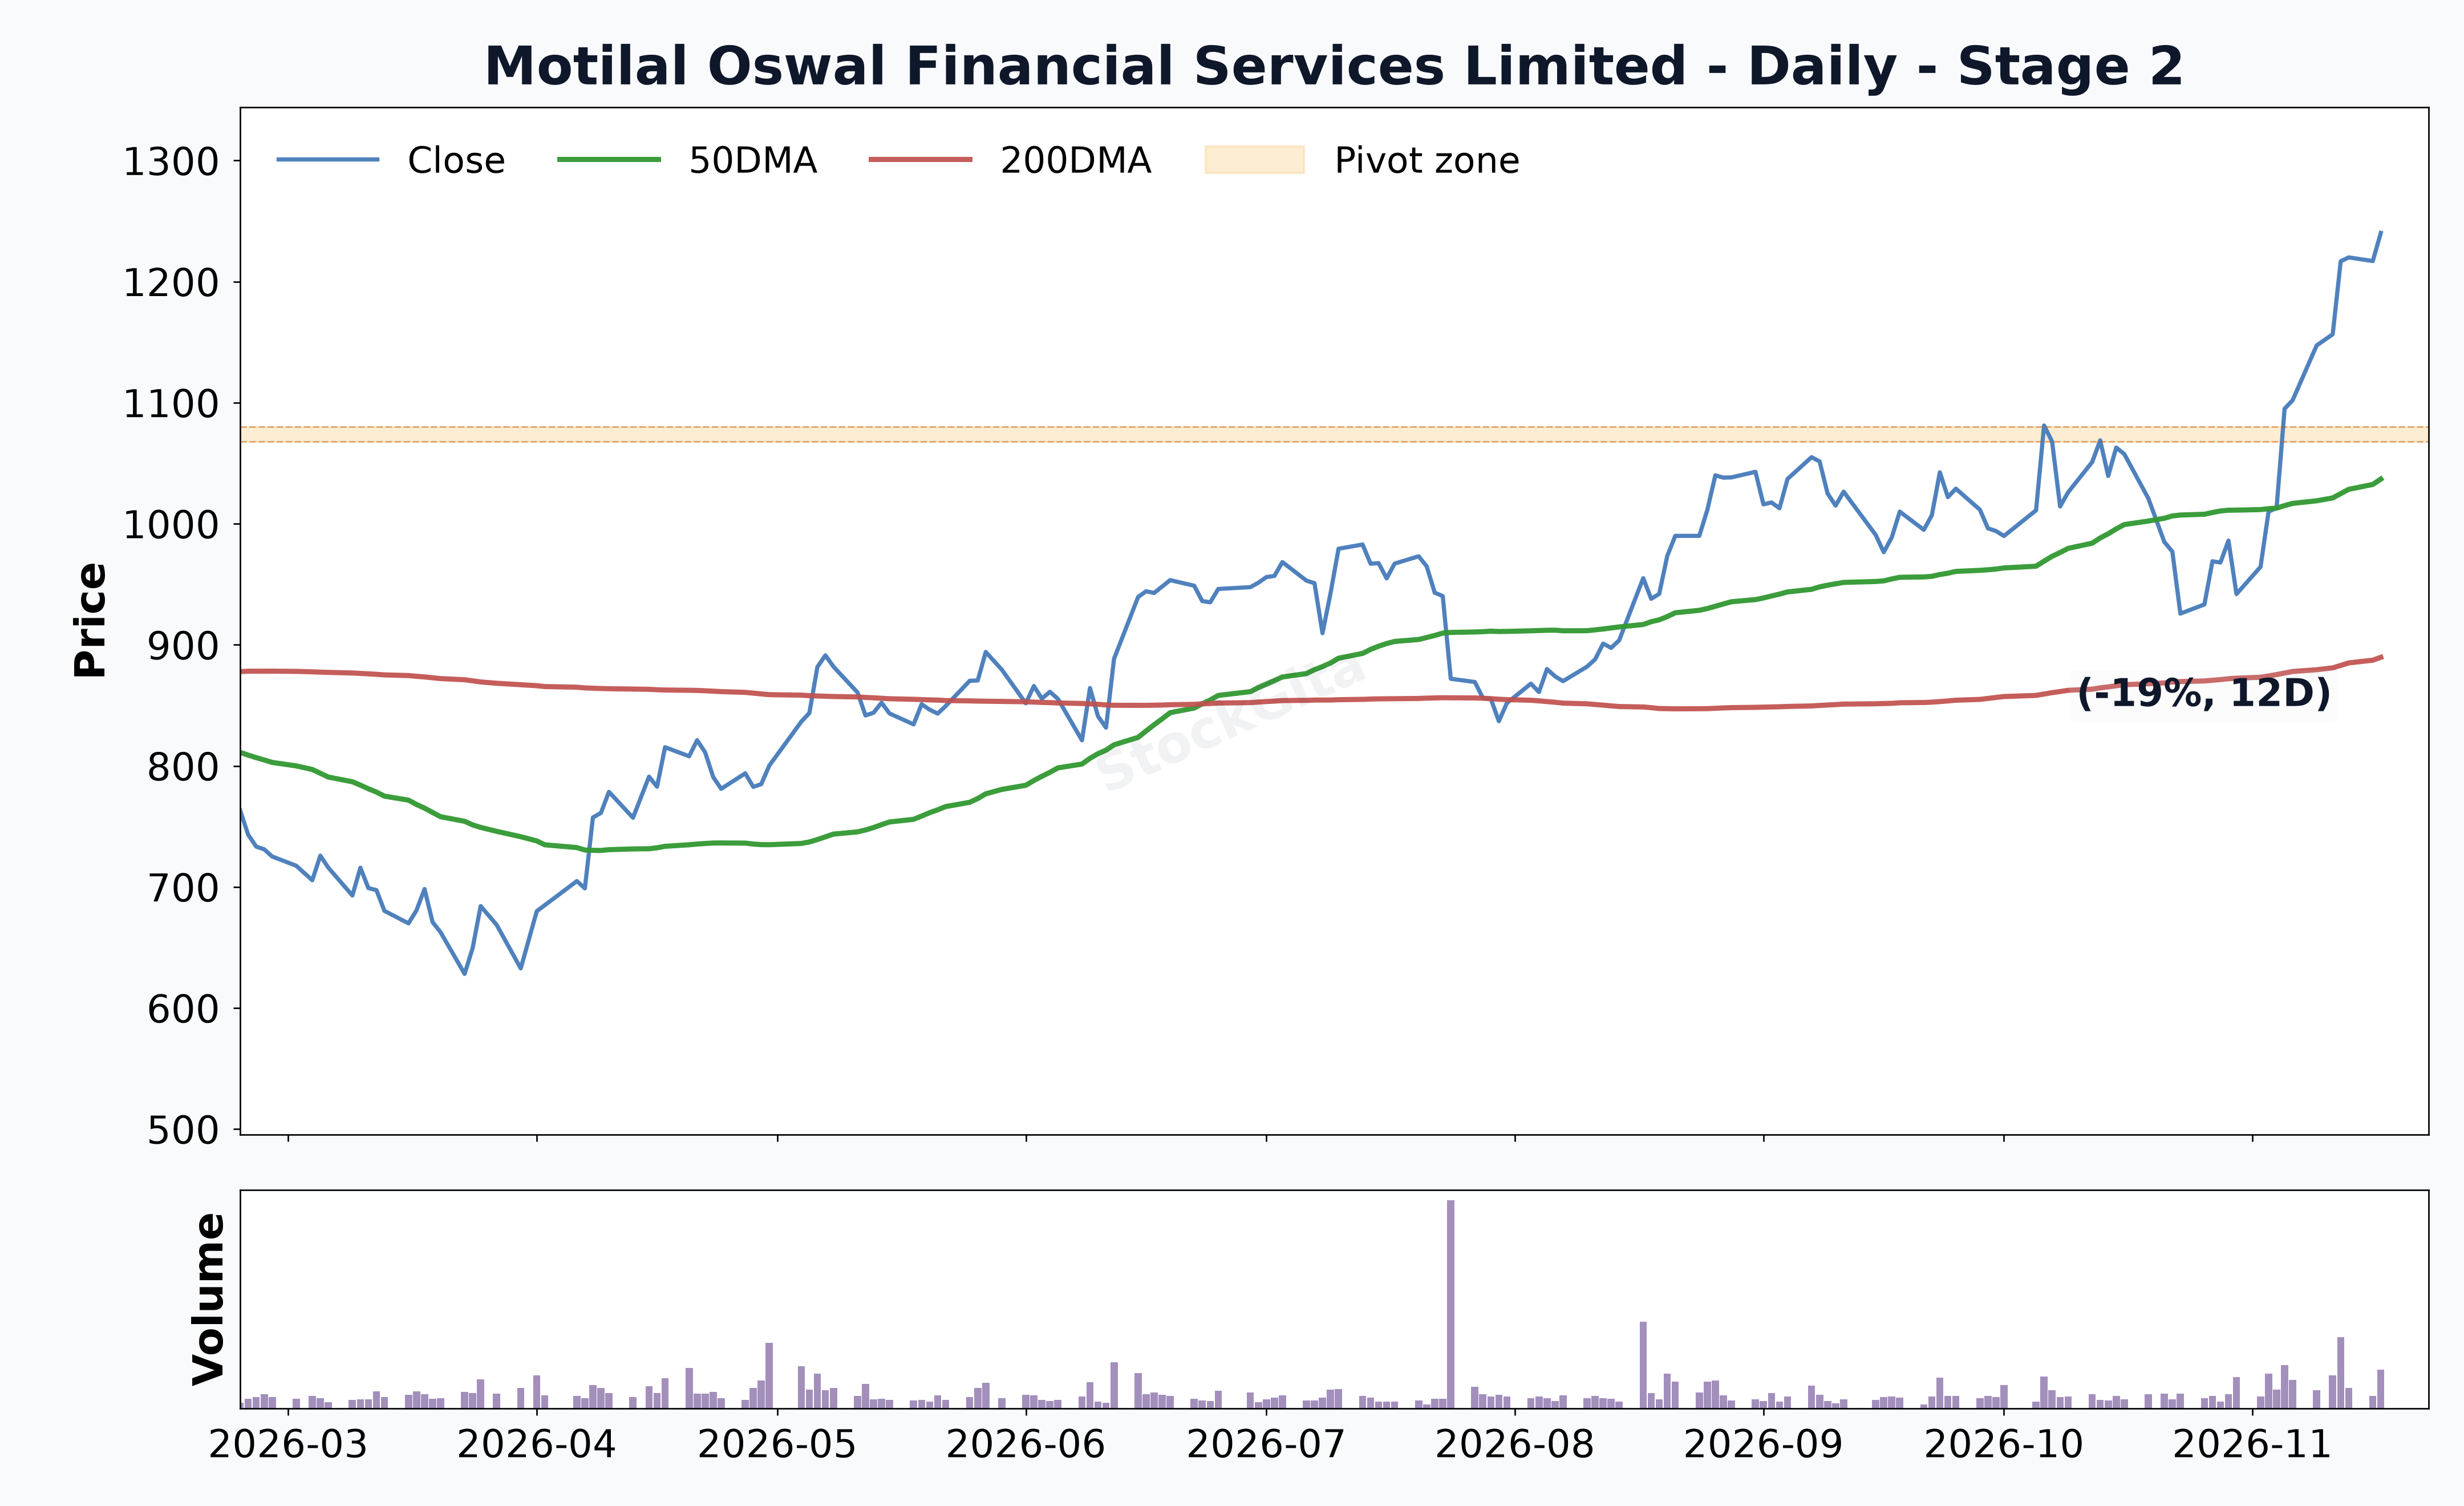 Motilal Oswal Financial Services Limited - Daily - Stage 2
Close
50DMA
200DMA
Pivot zone
1300
1200
1100
1000
900
800
700
600
500
Price
(-19%, 12D)
StockGita
Volume
2026-03
2026-04
2026-05
2026-06
2026-07
2026-08
2026-09
2026-10
2026-11